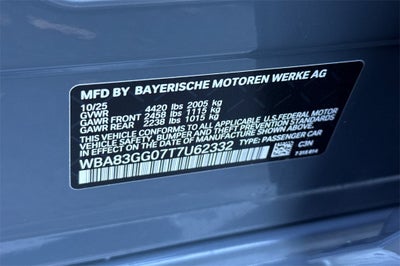 MFD BY BAYERISCHE MOTOREN WERKE AG
10/25
GVWR 4420 lbs 2005 kg
GAWR FRONT 2458 lbs 1115 kg
GAWR REAR 2238 lbs 1015 kg
THIS VEHICLE CONFORMS TO ALL APPLICABLE U.S. FEDERAL MOTOR
VEHICLE SAFETY, BUMPER, AND THEFT PREVENTION STANDARDS IN
EFFECT ON THE DATE OF MANUFACTURE SHOWN ABOVE.
WBA83GG07T7U62332 TYPE: PASSENGER CAR
C3N